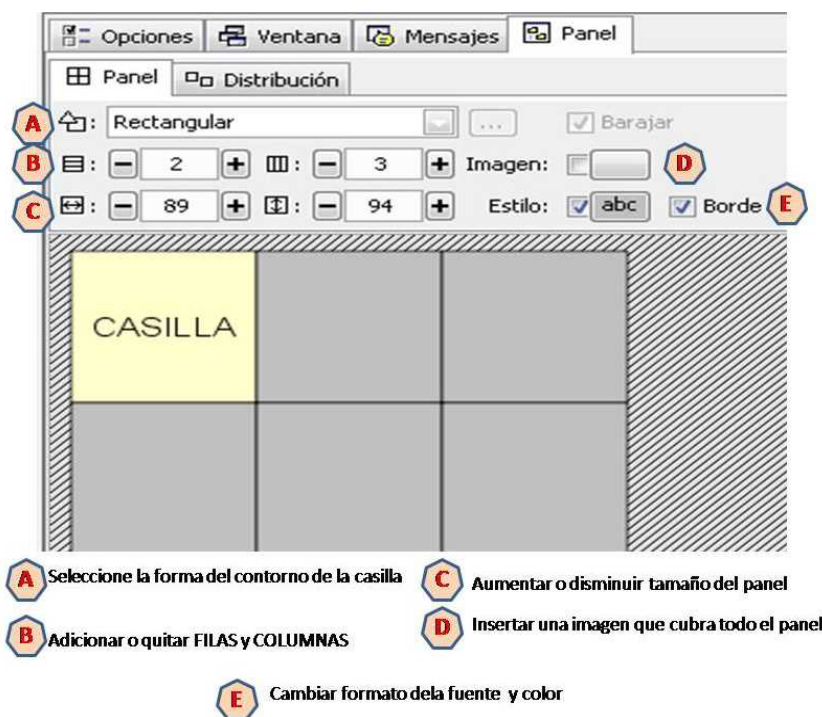 Opciones Ventana Mensajes Panel
Panel Distribución
A : Rectangular ... Barajar
B : 2 : 3 Imagen: D
C : 89 : 94 Estilo: abc Borde E
CASILLA
A Seleccione la forma del contorno de la casilla
C Aumentar o disminuir tamaño del panel
B Adicionar o quitar FILAS y COLUMNAS
D Insertar una imagen que cubra todo el panel
E Cambiar formato dela fuente y color